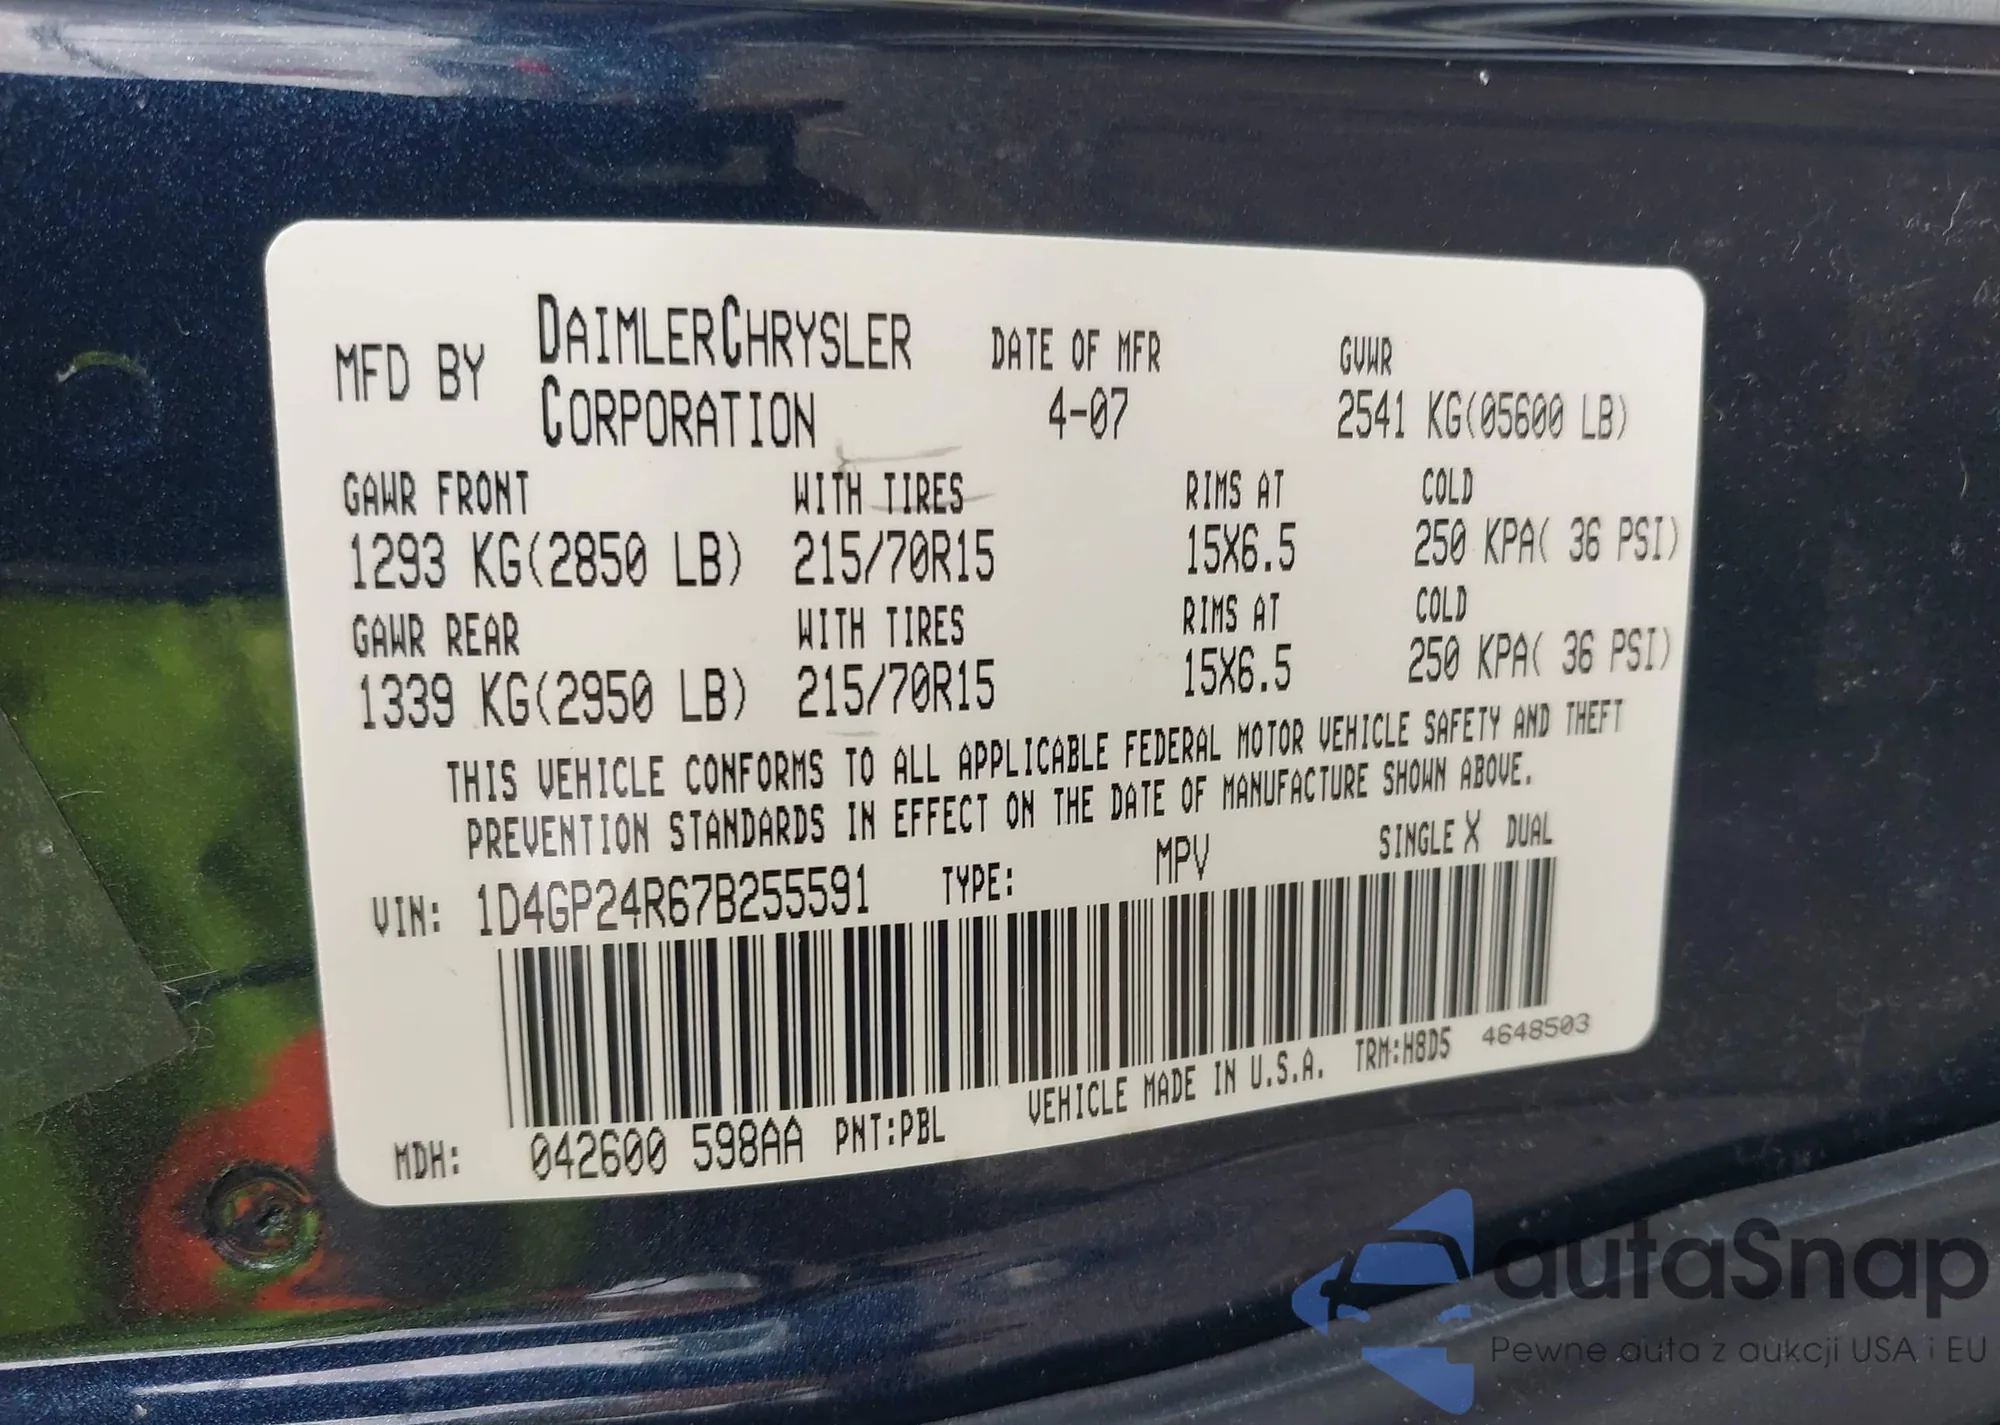 MFD BY DAIMLERCHRYSLER CORPORATION DATE OF MFR 4-07 GVWR 2541 KG(05600 LB)
GAWR FRONT WITH TIRES RIMS AT COLD
1293 KG(2850 LB) 215/70R15 15X6.5 250 KPA( 36 PSI)
GAWR REAR WITH TIRES RIMS AT COLD
1339 KG(2950 LB) 215/70R15 15X6.5 250 KPA( 36 PSI)
THIS VEHICLE CONFORMS TO ALL APPLICABLE FEDERAL MOTOR VEHICLE SAFETY AND THEFT
PREVENTION STANDARDS IN EFFECT ON THE DATE OF MANUFACTURE SHOWN ABOVE.
VIN: 1D4GP24R67B255591 TYPE: MPV SINGLE X DUAL
MDH: 042600 598AA PNT:PBL VEHICLE MADE IN U.S.A. TRM:H8D5 4648503
autaSnap
Pewne auta z aukcji USA i EU